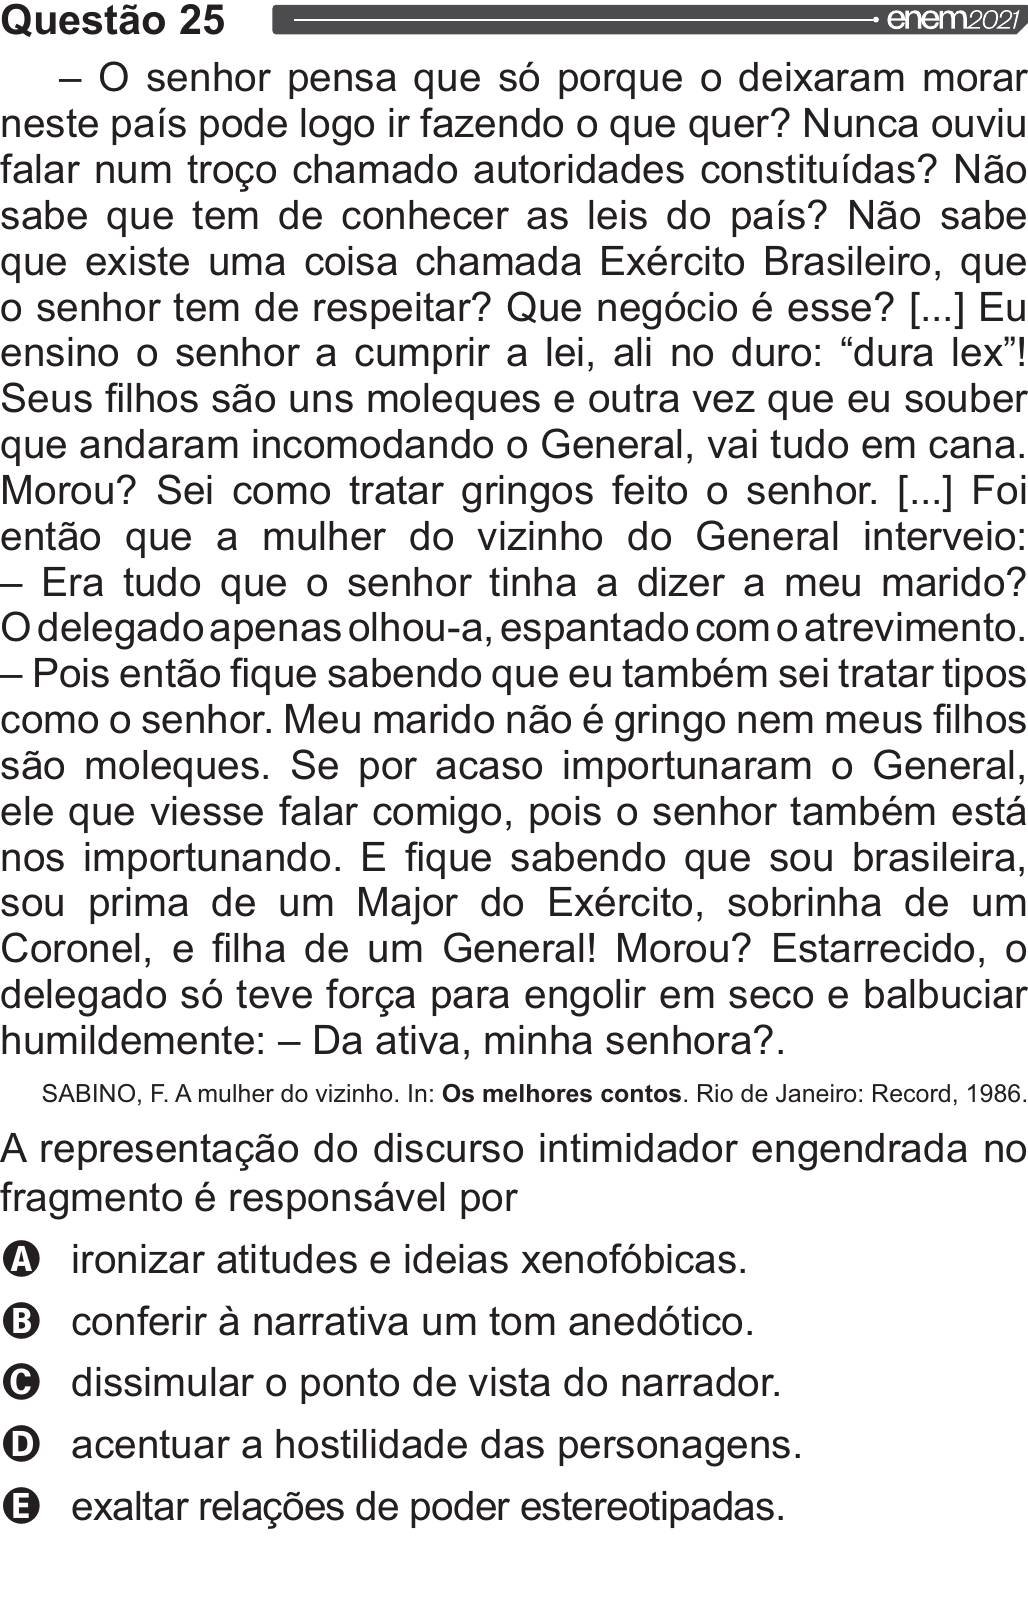 Questão 25
enem2021
– O senhor pensa que só porque o deixaram morar
neste país pode logo ir fazendo o que quer? Nunca ouviu
falar num troço chamado autoridades constituídas? Não
sabe que tem de conhecer as leis do país? Não sabe
que existe uma coisa chamada Exército Brasileiro, que
o senhor tem de respeitar? Que negócio é esse? [...] Eu
ensino o senhor a cumprir a lei, ali no duro: “dura lex”!
Seus filhos são uns moleques e outra vez que eu souber
que andaram incomodando o General, vai tudo em cana.
Morou? Sei como tratar gringos feito o senhor. [...] Foi
então que a mulher do vizinho do General interveio:
– Era tudo que o senhor tinha a dizer a meu marido?
O delegado apenas olhou-a, espantado com o atrevimento.
– Pois então fique sabendo que eu também sei tratar tipos
como o senhor. Meu marido não é gringo nem meus filhos
são moleques. Se por acaso importunaram o General,
ele que viesse falar comigo, pois o senhor também está
nos importunando. E fique sabendo que sou brasileira,
sou prima de um Major do Exército, sobrinha de um
Coronel, e filha de um General! Morou? Estarrecido, o
delegado só teve força para engolir em seco e balbuciar
humildemente: – Da ativa, minha senhora?.
SABINO, F. A mulher do vizinho. In: Os melhores contos. Rio de Janeiro: Record, 1986.
A representação do discurso intimidador engendrada no
fragmento é responsável por
A ironizar atitudes e ideias xenofóbicas.
B conferir à narrativa um tom anedótico.
C dissimular o ponto de vista do narrador.
D acentuar a hostilidade das personagens.
E exaltar relações de poder estereotipadas.